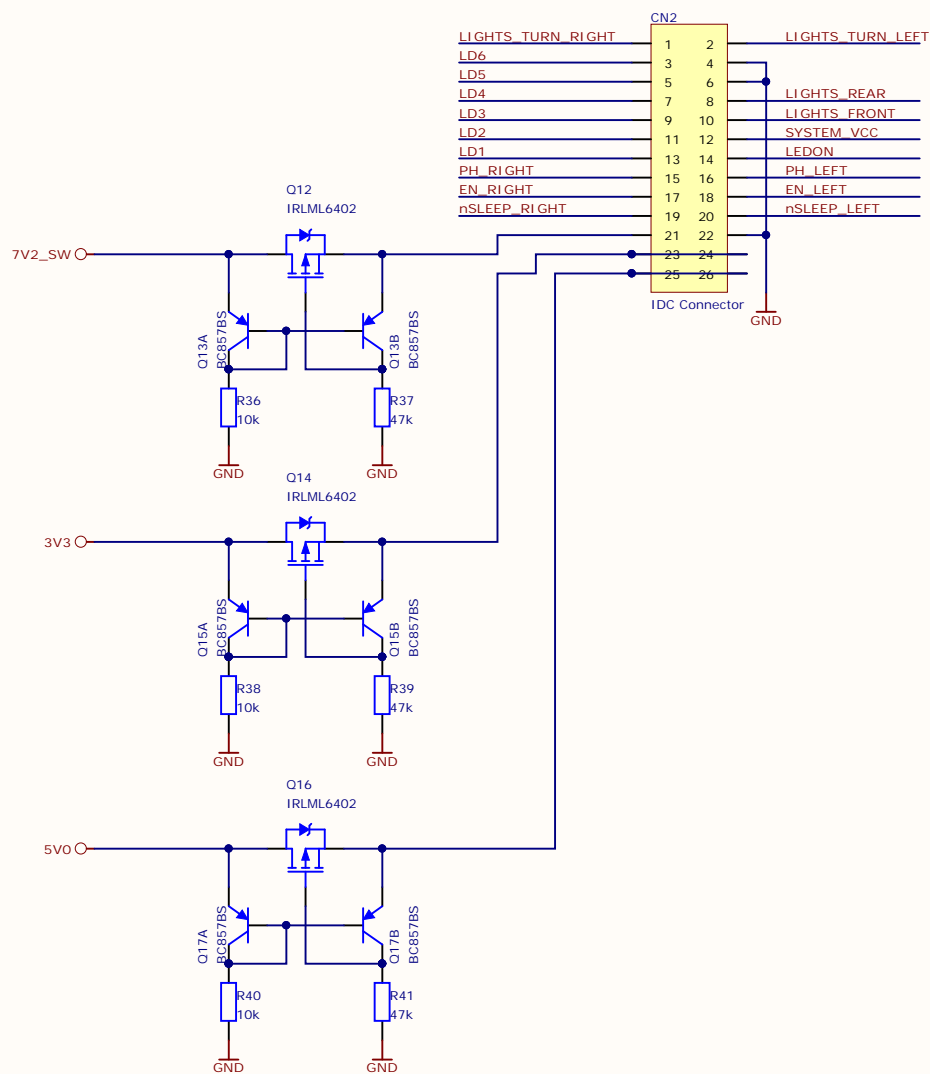 CN2
LIGHTS_TURN_RIGHT 1 2 LIGHTS_TURN_LEFT
LD6 3 4
LD5 5 6
LD4 7 8 LIGHTS_REAR
LD3 9 10 LIGHTS_FRONT
LD2 11 12 SYSTEM_VCC
LD1 13 14 LEDON
PH_RIGHT 15 16 PH_LEFT
EN_RIGHT 17 18 EN_LEFT
nSLEEP_RIGHT 19 20 nSLEEP_LEFT
21 22
23 24
25 26
IDC Connector
GND
Q12
IRLML6402
7V2_SW
Q13A
BC857BS
Q13B
BC857BS
R36
10k
R37
47k
GND
GND
Q14
IRLML6402
3V3
Q15A
BC857BS
Q15B
BC857BS
R38
10k
R39
47k
GND
GND
Q16
IRLML6402
5V0
Q17A
BC857BS
Q17B
BC857BS
R40
10k
R41
47k
GND
GND